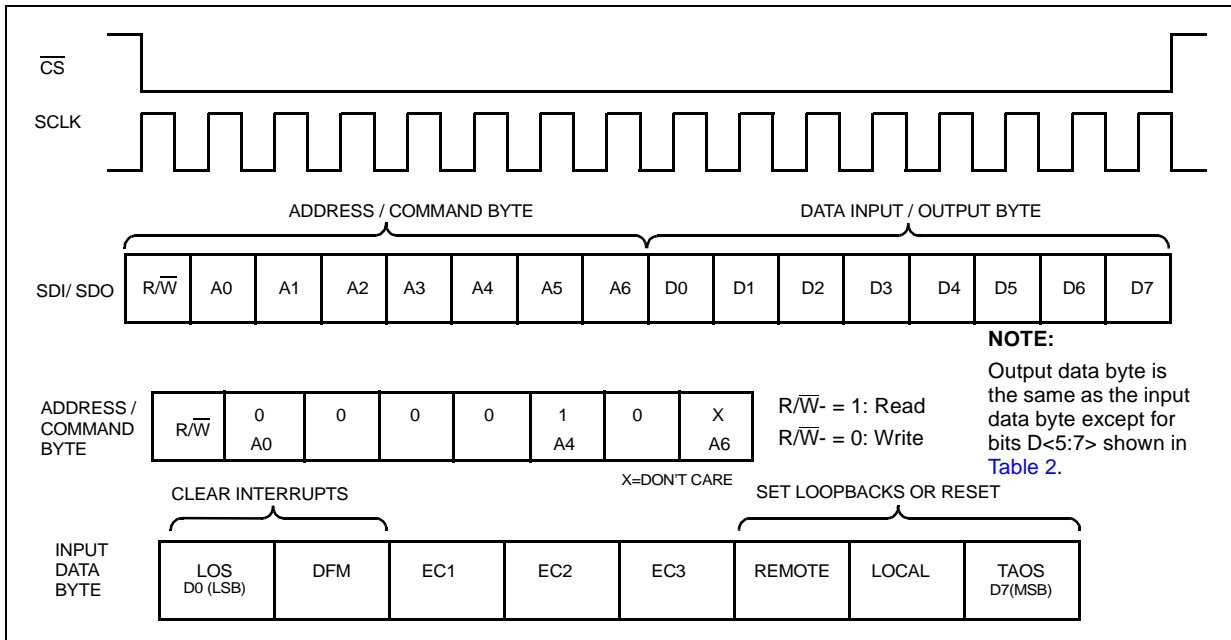 CS
SCLK
ADDRESS / COMMAND BYTE DATA INPUT / OUTPUT BYTE
SDI/ SDO R/W A0 A1 A2 A3 A4 A5 A6 D0 D1 D2 D3 D4 D5 D6 D7
NOTE:
Output data byte is
the same as the input
data byte except for
bits D<5:7> shown in
Table 2.
ADDRESS /
COMMAND
BYTE
R/W 0 0 0 0 1 0 X
A0 A4 A6
R/W- = 1: Read
R/W- = 0: Write
X=DON'T CARE
CLEAR INTERRUPTS SET LOOPBACKS OR RESET
INPUT
DATA
BYTE
LOS DFM EC1 EC2 EC3 REMOTE LOCAL TAOS
D0 (LSB) D7(MSB)